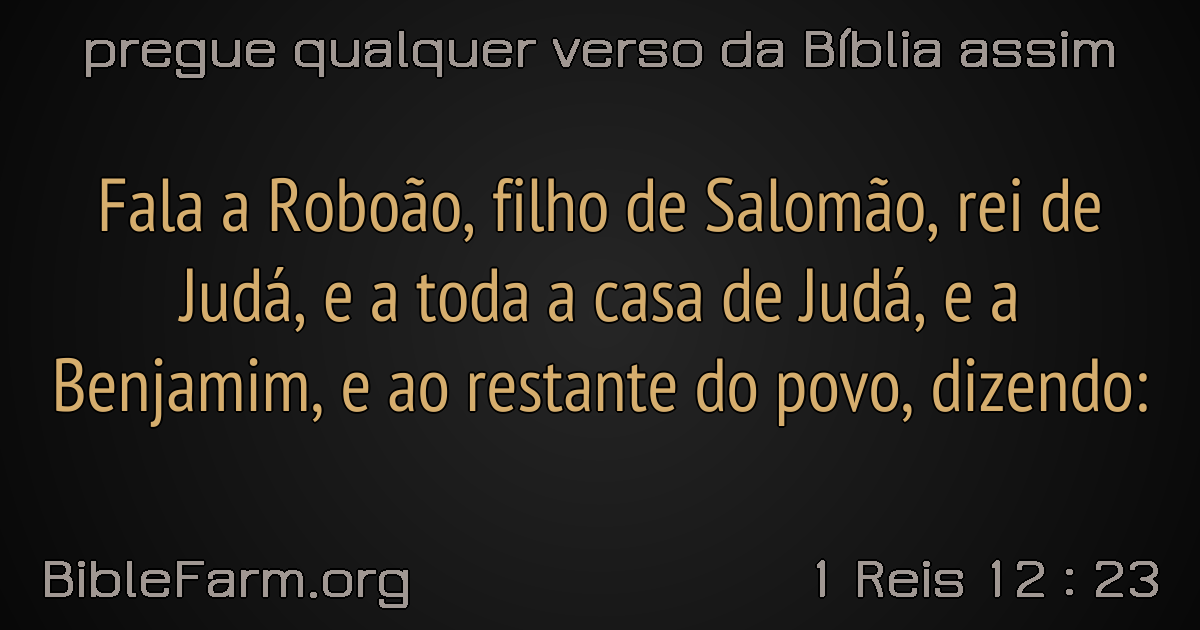 pregue qualquer verso da Bíblia assim
Fala a Roboão, filho de Salomão, rei de
Judá, e a toda a casa de Judá, e a
Benjamim, e ao restante do povo, dizendo:
BibleFarm.org
1 Reis 12 : 23